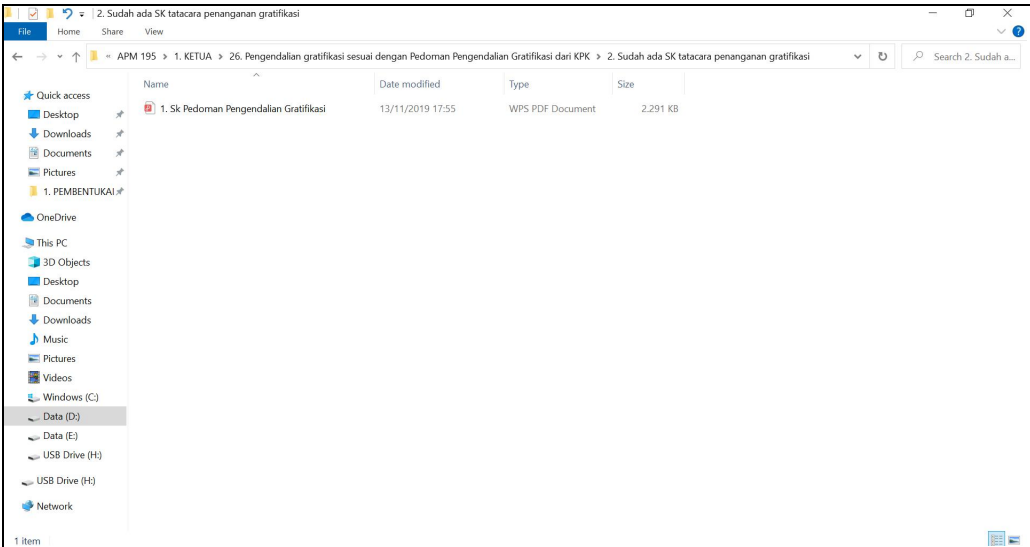 2. Sudah ada SK tatacara penanganan gratifikasi
File Home Share View
« APM 195 > 1. KETUA > 26. Pengendalian gratifikasi sesuai dengan Pedoman Pengendalian Gratifikasi dari KPK > 2. Sudah ada SK tatacara penanganan gratifikasi Search 2. Sudah a...
Name Date modified Type Size
1. Sk Pedoman Pengendalian Gratifikasi 13/11/2019 17:55 WPS PDF Document 2.291 KB
Quick access
Desktop
Downloads
Documents
Pictures
1. PEMBENTUKAI
OneDrive
This PC
3D Objects
Desktop
Documents
Downloads
Music
Pictures
Videos
Windows (C:)
Data (D:)
Data (E:)
USB Drive (H:)
USB Drive (H:)
Network
1 item